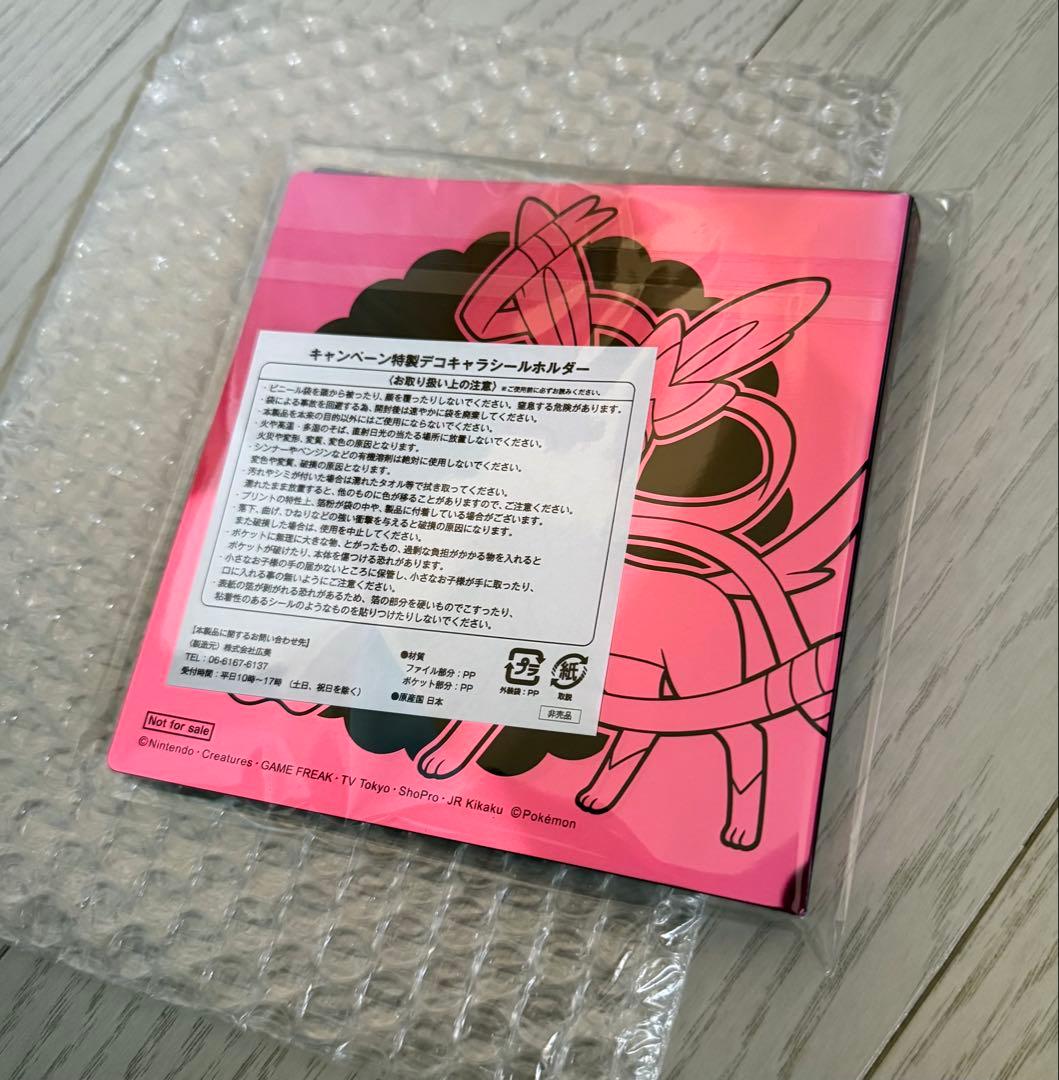 キャンペーン特製デコキャラシールホルダー
〈お取り扱い上の注意〉※ご使用前に必ずお読みください。
・ビニール袋を頭から被ったり、顔を覆ったりしないでください。窒息する危険があります。
・袋による事故を回避する為、開封後は速やかに袋を廃棄してください。
・本製品を本来の目的以外にはご使用にならないでください。
・火や高温・多湿のそば、直射日光の当たる場所に放置しないでください。
火災や変形、変質、変色の原因となります。
・シンナーやベンジンなどの有機溶剤は絶対に使用しないでください。
変色や変質、破損の原因となります。
・汚れやシミが付いた場合は濡れたタオル等で拭き取ってください。
濡れたまま放置すると、他のものに色が移ることがありますので、ご注意ください。
・プリントの特性上、箔粉が袋の中や、製品に付着している場合がございます。
・落下、曲げ、ひねりなどの強い衝撃を与えると破損の原因になります。
また破損した場合は、使用を中止してください。
・ポケットに無理に大きな物、とがったもの、過剰な負担がかかる物を入れると
ポケットが破けたり、本体を傷つける恐れがあります。
・小さなお子様の手の届かないところに保管し、小さなお子様が手に取ったり、
口に入れる事の無いようにご注意ください。
・表紙の箔が剥がれる恐れがあるため、箔の部分を硬いものでこすったり、
粘着性のあるシールのようなものを貼りつけたりしないでください。
【本製品に関するお問い合わせ先】
(製造元) 株式会社広美
TEL：06-6167-6137
受付時間：平日10時〜17時 （土日、祝日を除く）
●材質
ファイル部分：PP
ポケット部分：PP
●原産国 日本
プラ
外装袋：PP
紙
取説
非売品
Not for sale
©Nintendo・Creatures・GAME FREAK・TV Tokyo・ShoPro・JR Kikaku ©Pokémon